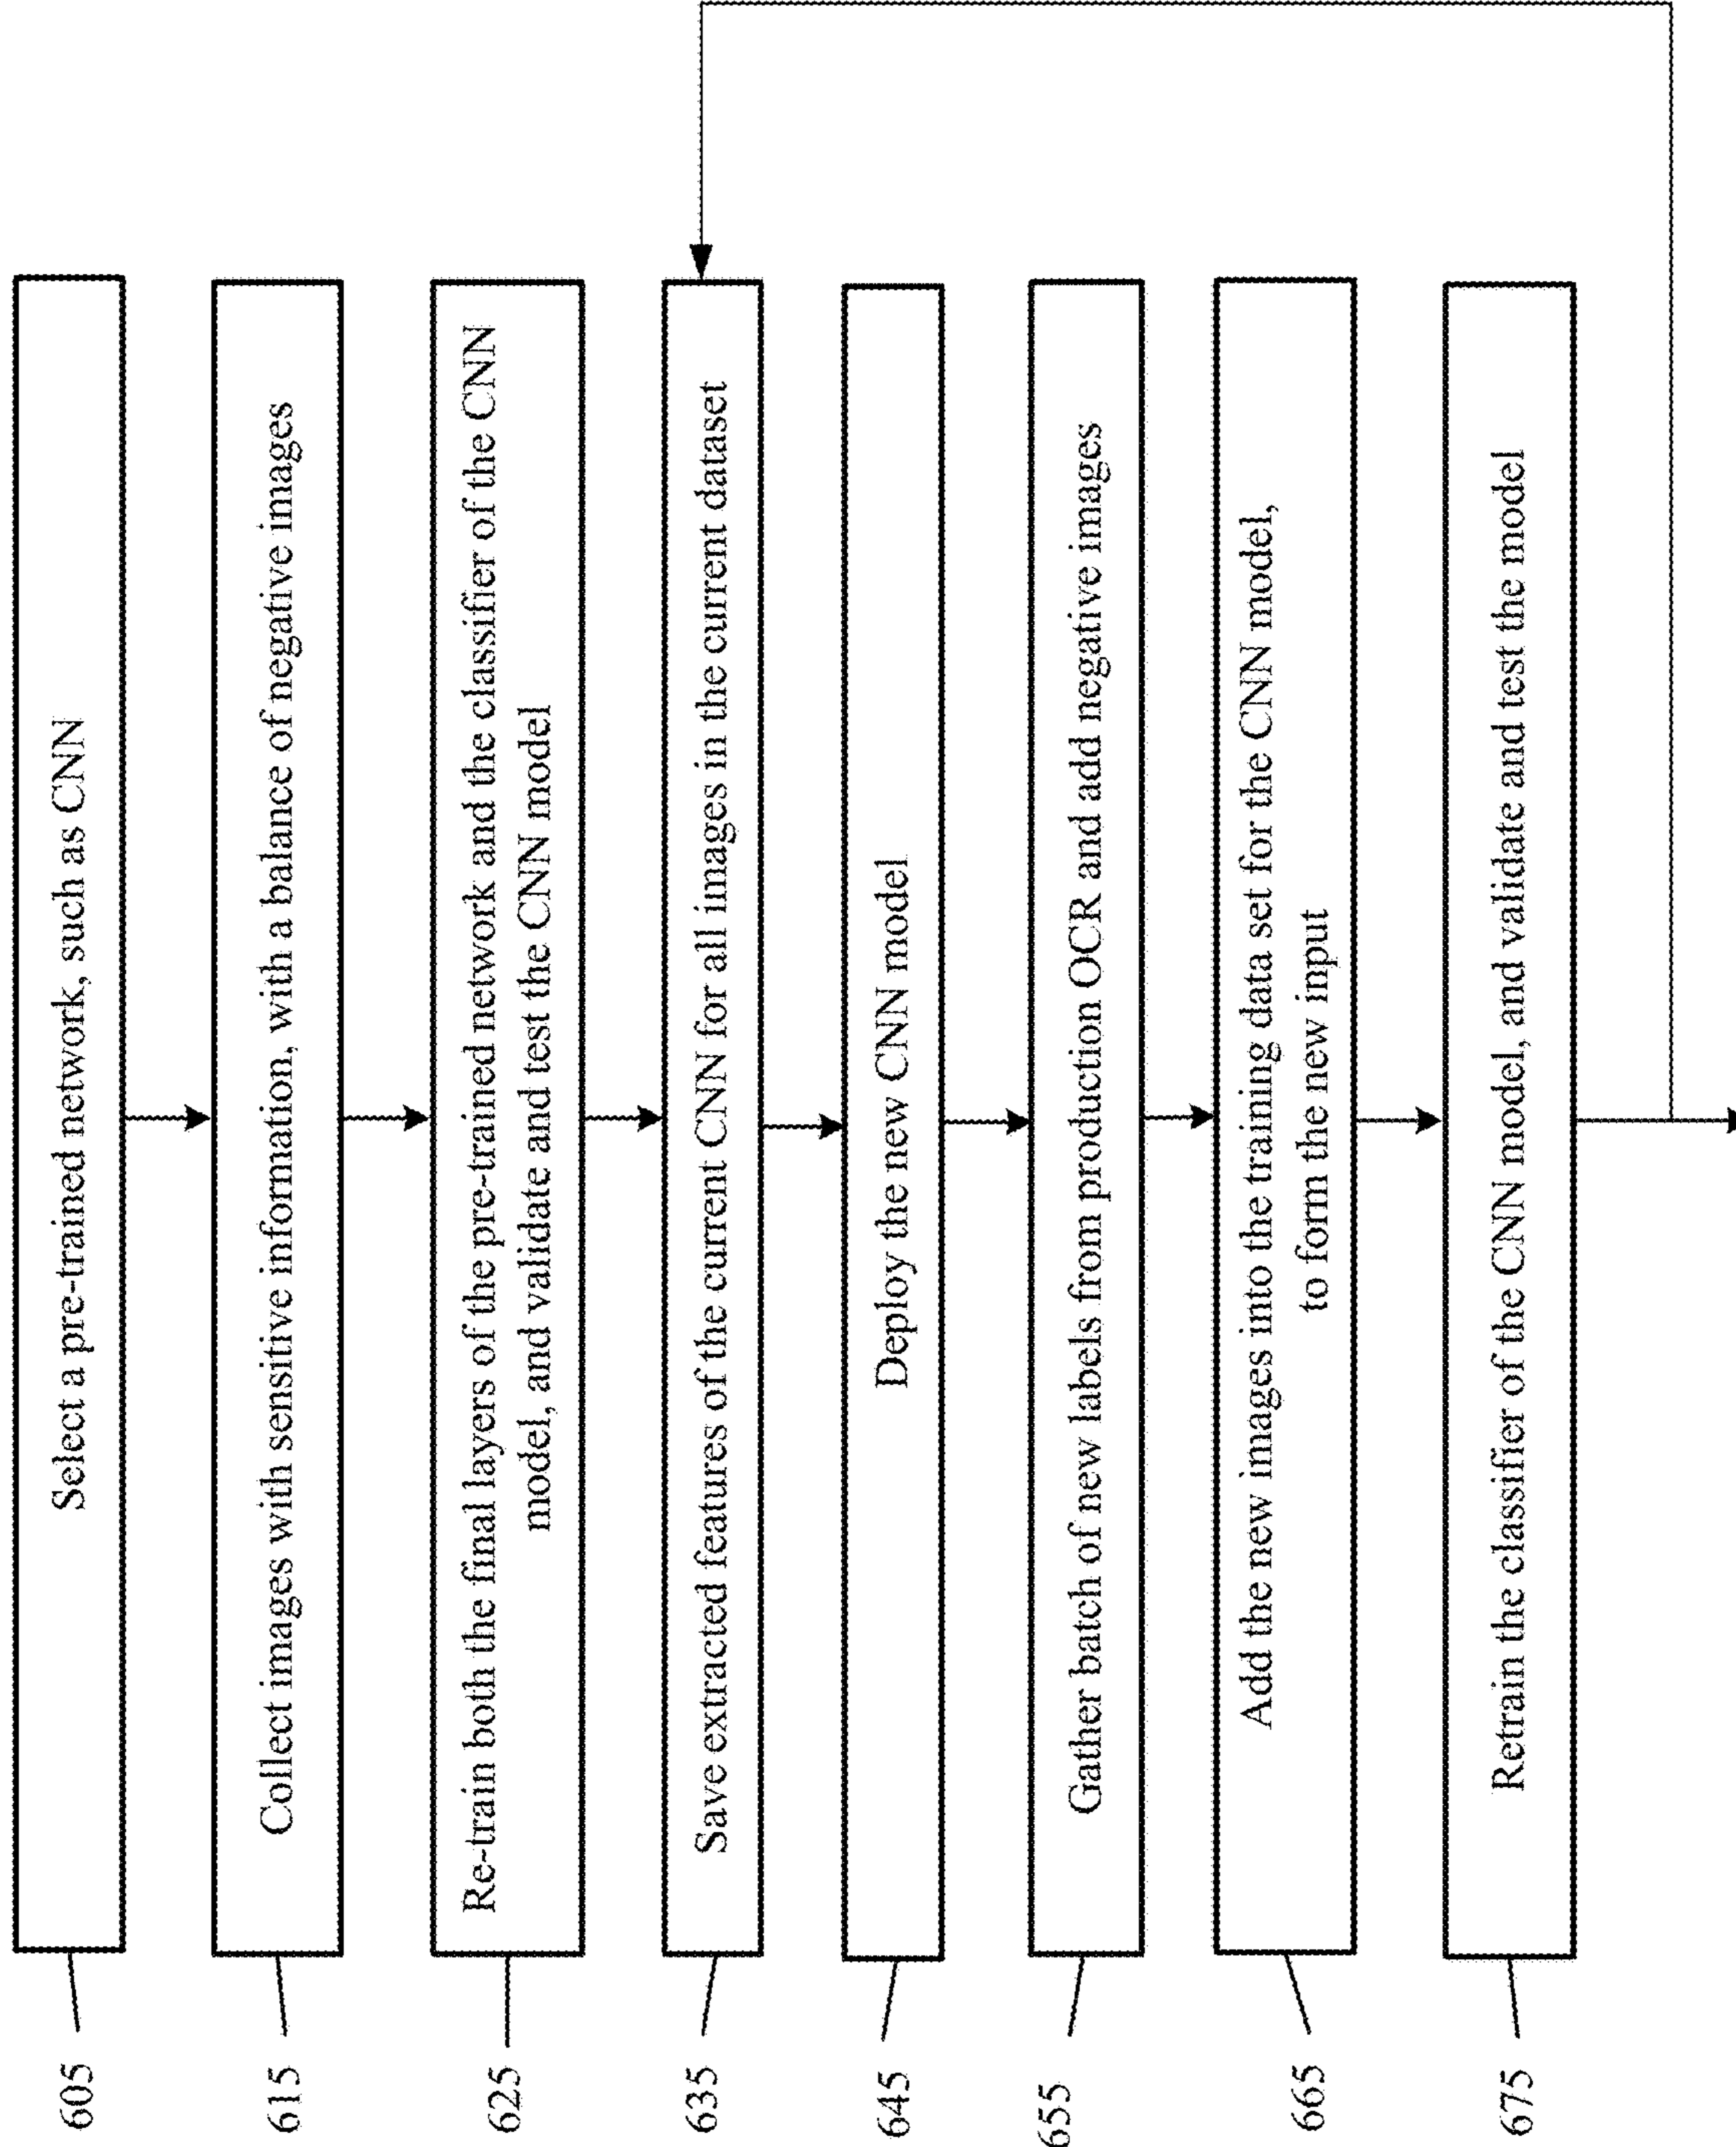 605
Select a pre-trained network, such as CNN
615
Collect images with sensitive information, with a balance of negative images
625
Re-train both the final layers of the pre-trained network and the classifier of the CNN
model, and validate and test the CNN model
635
Save extracted features of the current CNN for all images in the current dataset
645
Deploy the new CNN model
655
Gather batch of new labels from production OCR and add negative images
665
Add the new images into the training data set for the CNN model,
to form the new input
675
Retrain the classifier of the CNN model, and validate and test the model